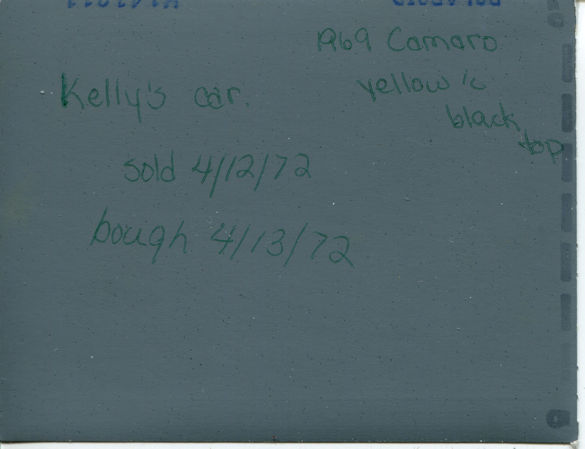 1969 Camaro
Kelly's car.
yellow w
black
top
sold 4/12/72
bough 4/13/72